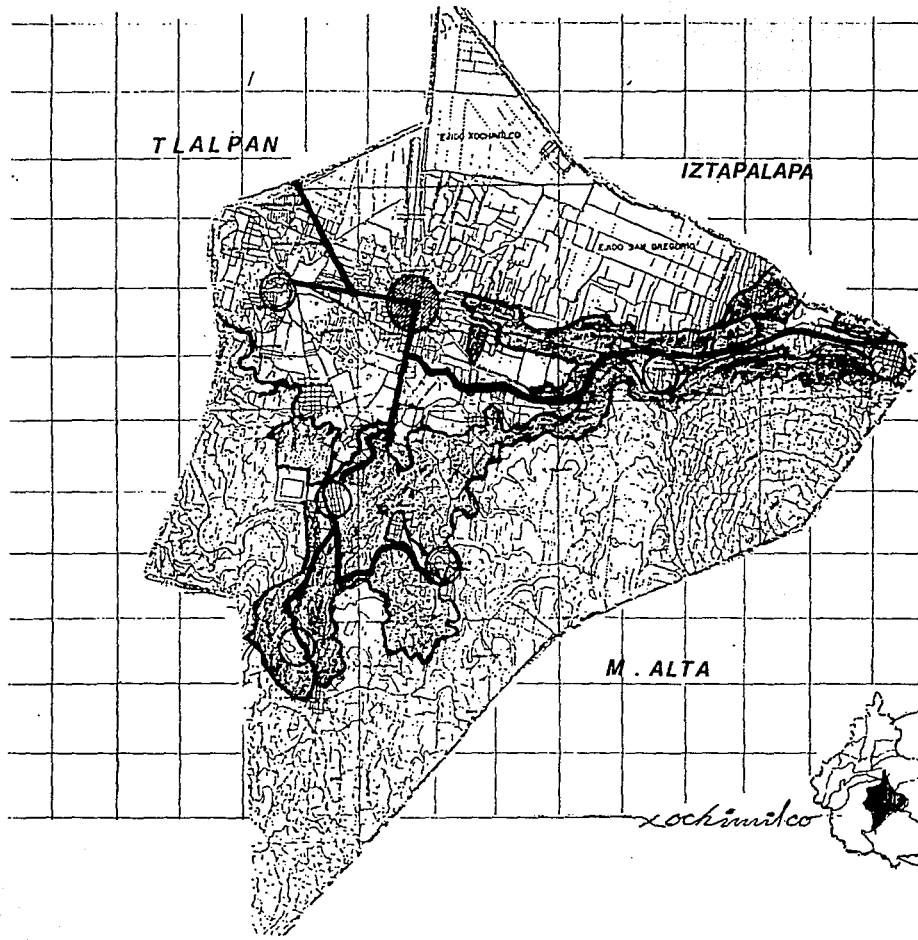 EJIDO XOCHIMILCO
TLALPAN
IZTAPALAPA
EJIDO SAN GREGORIO
M. ALTA
xochimilco